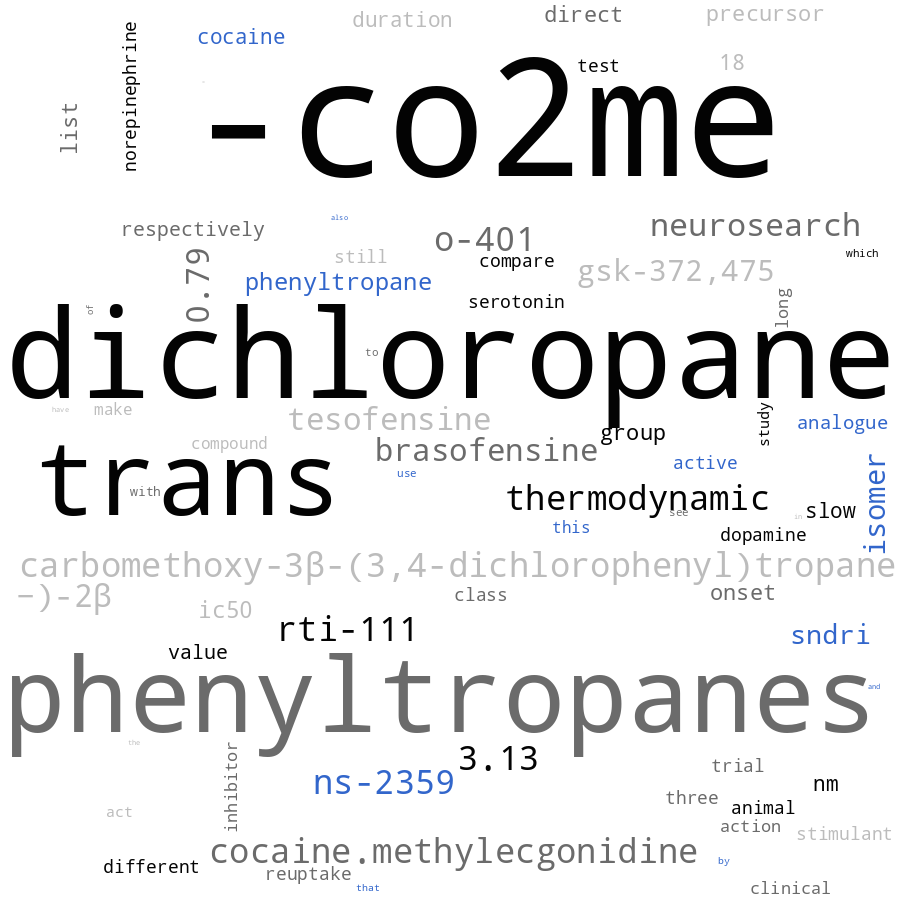 duration
direct
precursor
cocaine
norepinephrine
test
18
-co2me
list
respectively
also
neurosearch
o-401
still
compare
which
gsk-372,475
phenyltropane
0.79
serotonin
long
of
dichloropane
to
have
make
tesofensine
study
analogue
group
compound
brasofensine
active
trans
use
isomer
with
thermodynamic
see
in
slow
this
dopamine
carbomethoxy-3β-(3,4-dichlorophenyl)tropane
−)-2β
class
onset
ic50
rti-111
sndri
value
phenyltropanes
and
the
inhibitor
3.13
trial
ns-2359
nm
three
animal
act
action
stimulant
cocaine.methylecgonidine
different
reuptake
by
that
clinical